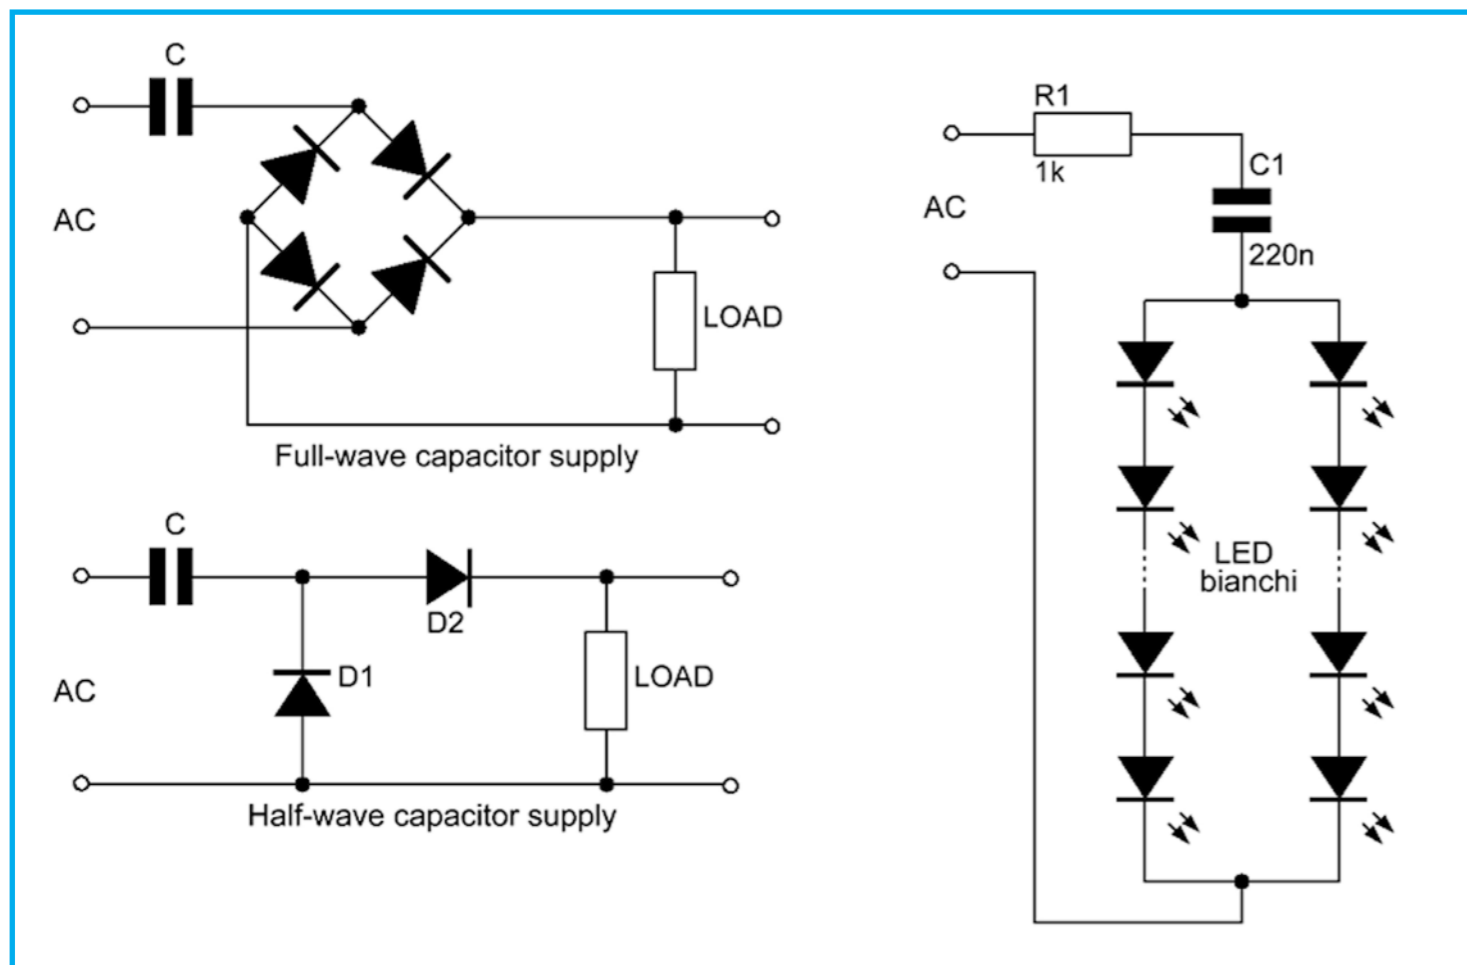 C
AC
LOAD
Full-wave capacitor supply
C
D2
D1
AC
LOAD
Half-wave capacitor supply
R1
1k
C1
AC
220n
LED
bianchi